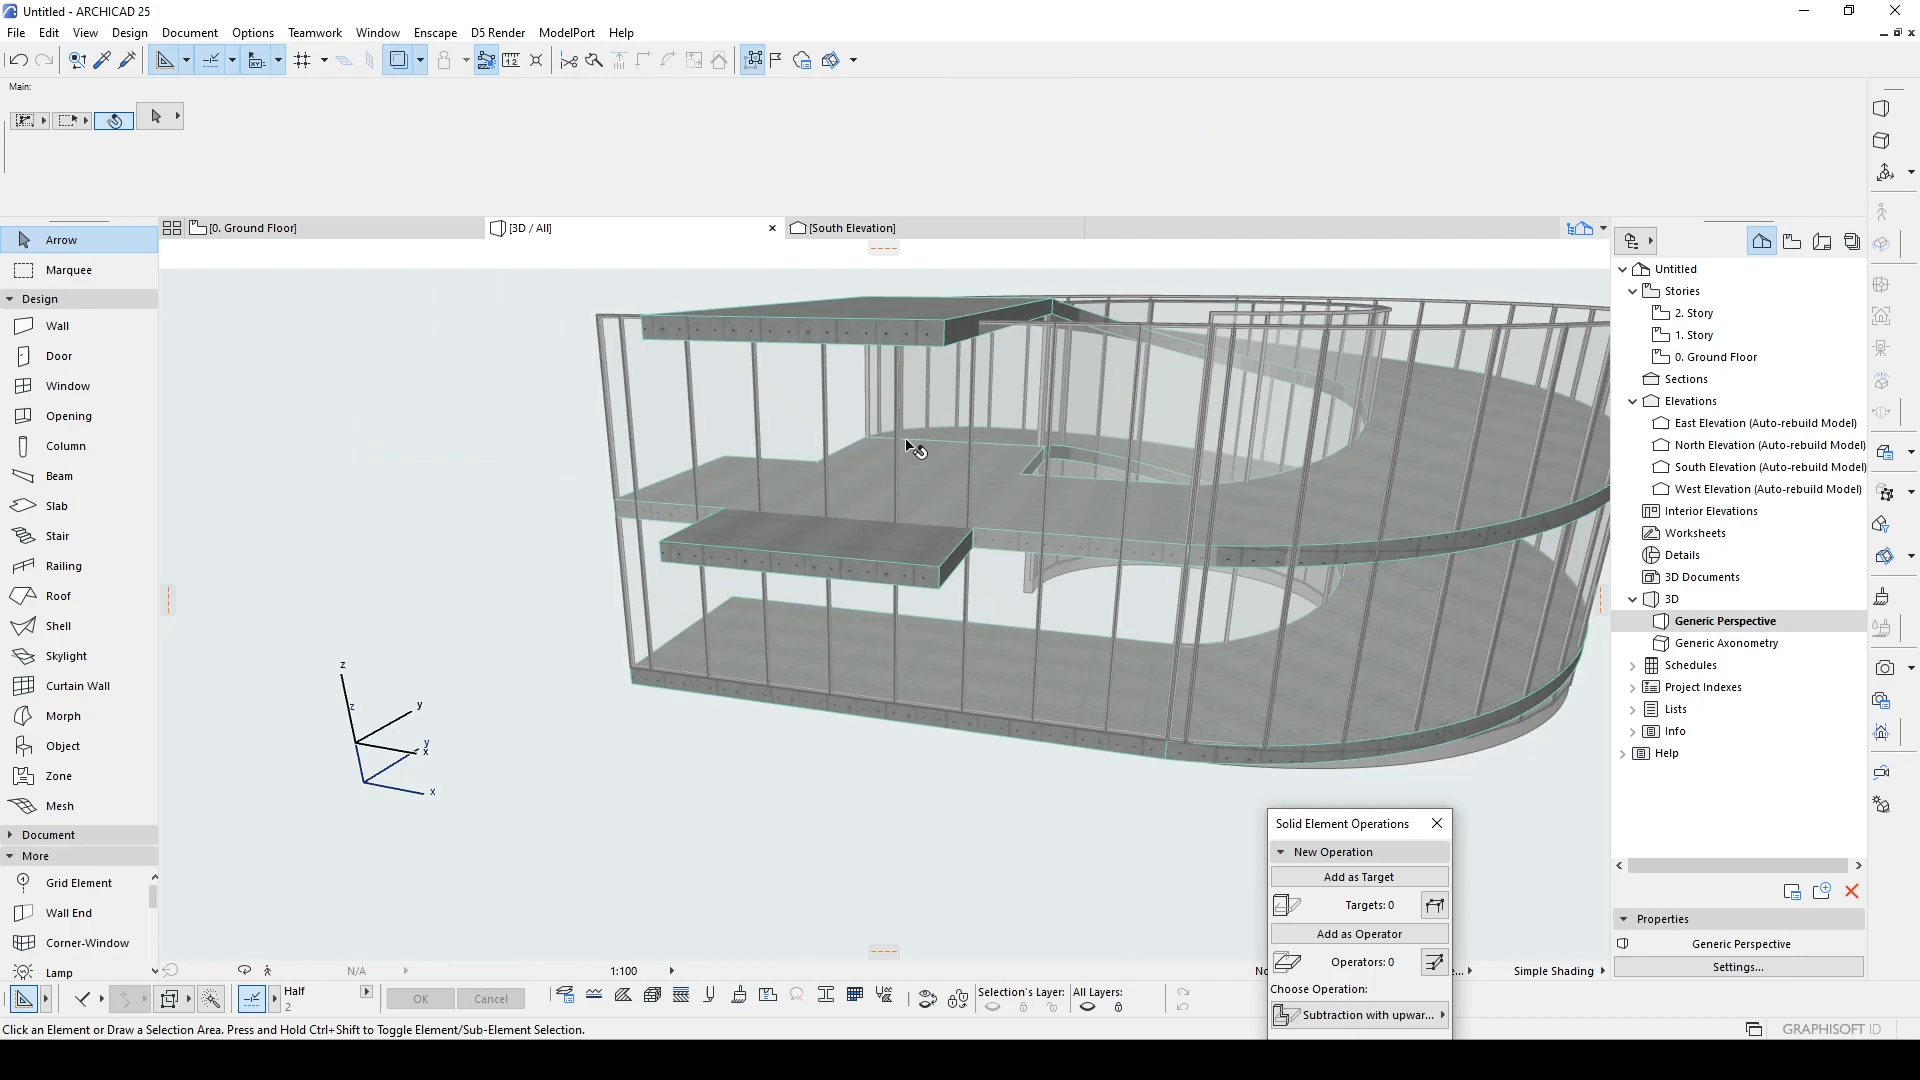 Untitled - ARCHICAD 25
File Edit View Design Document Options Teamwork Window Enscape D5 Render ModelPort Help
Main:
[0. Ground Floor]
[3D / All]
[South Elevation]
Arrow
Marquee
Design
Wall
Door
Window
Opening
Column
Beam
Slab
Stair
Railing
Roof
Shell
Skylight
Curtain Wall
Morph
Object
Zone
Mesh
Document
More
Grid Element
Wall End
Corner-Window
Lamp
z
z
y
y
x
x
Solid Element Operations
New Operation
Add as Target
Targets: 0
Add as Operator
Operators: 0
Choose Operation:
Subtraction with upwar...
Untitled
Stories
2. Story
1. Story
0. Ground Floor
Sections
Elevations
East Elevation (Auto-rebuild Model)
North Elevation (Auto-rebuild Model)
South Elevation (Auto-rebuild Model)
West Elevation (Auto-rebuild Model)
Interior Elevations
Worksheets
Details
3D Documents
3D
Generic Perspective
Generic Axonometry
Schedules
Project Indexes
Lists
Info
Help
Properties
Generic Perspective
Settings...
N/A
1:100
Simple Shading
Half
2
OK
Cancel
Selection's Layer:
All Layers:
Click an Element or Draw a Selection Area. Press and Hold Ctrl+Shift to Toggle Element/Sub-Element Selection.
GRAPHISOFT ID